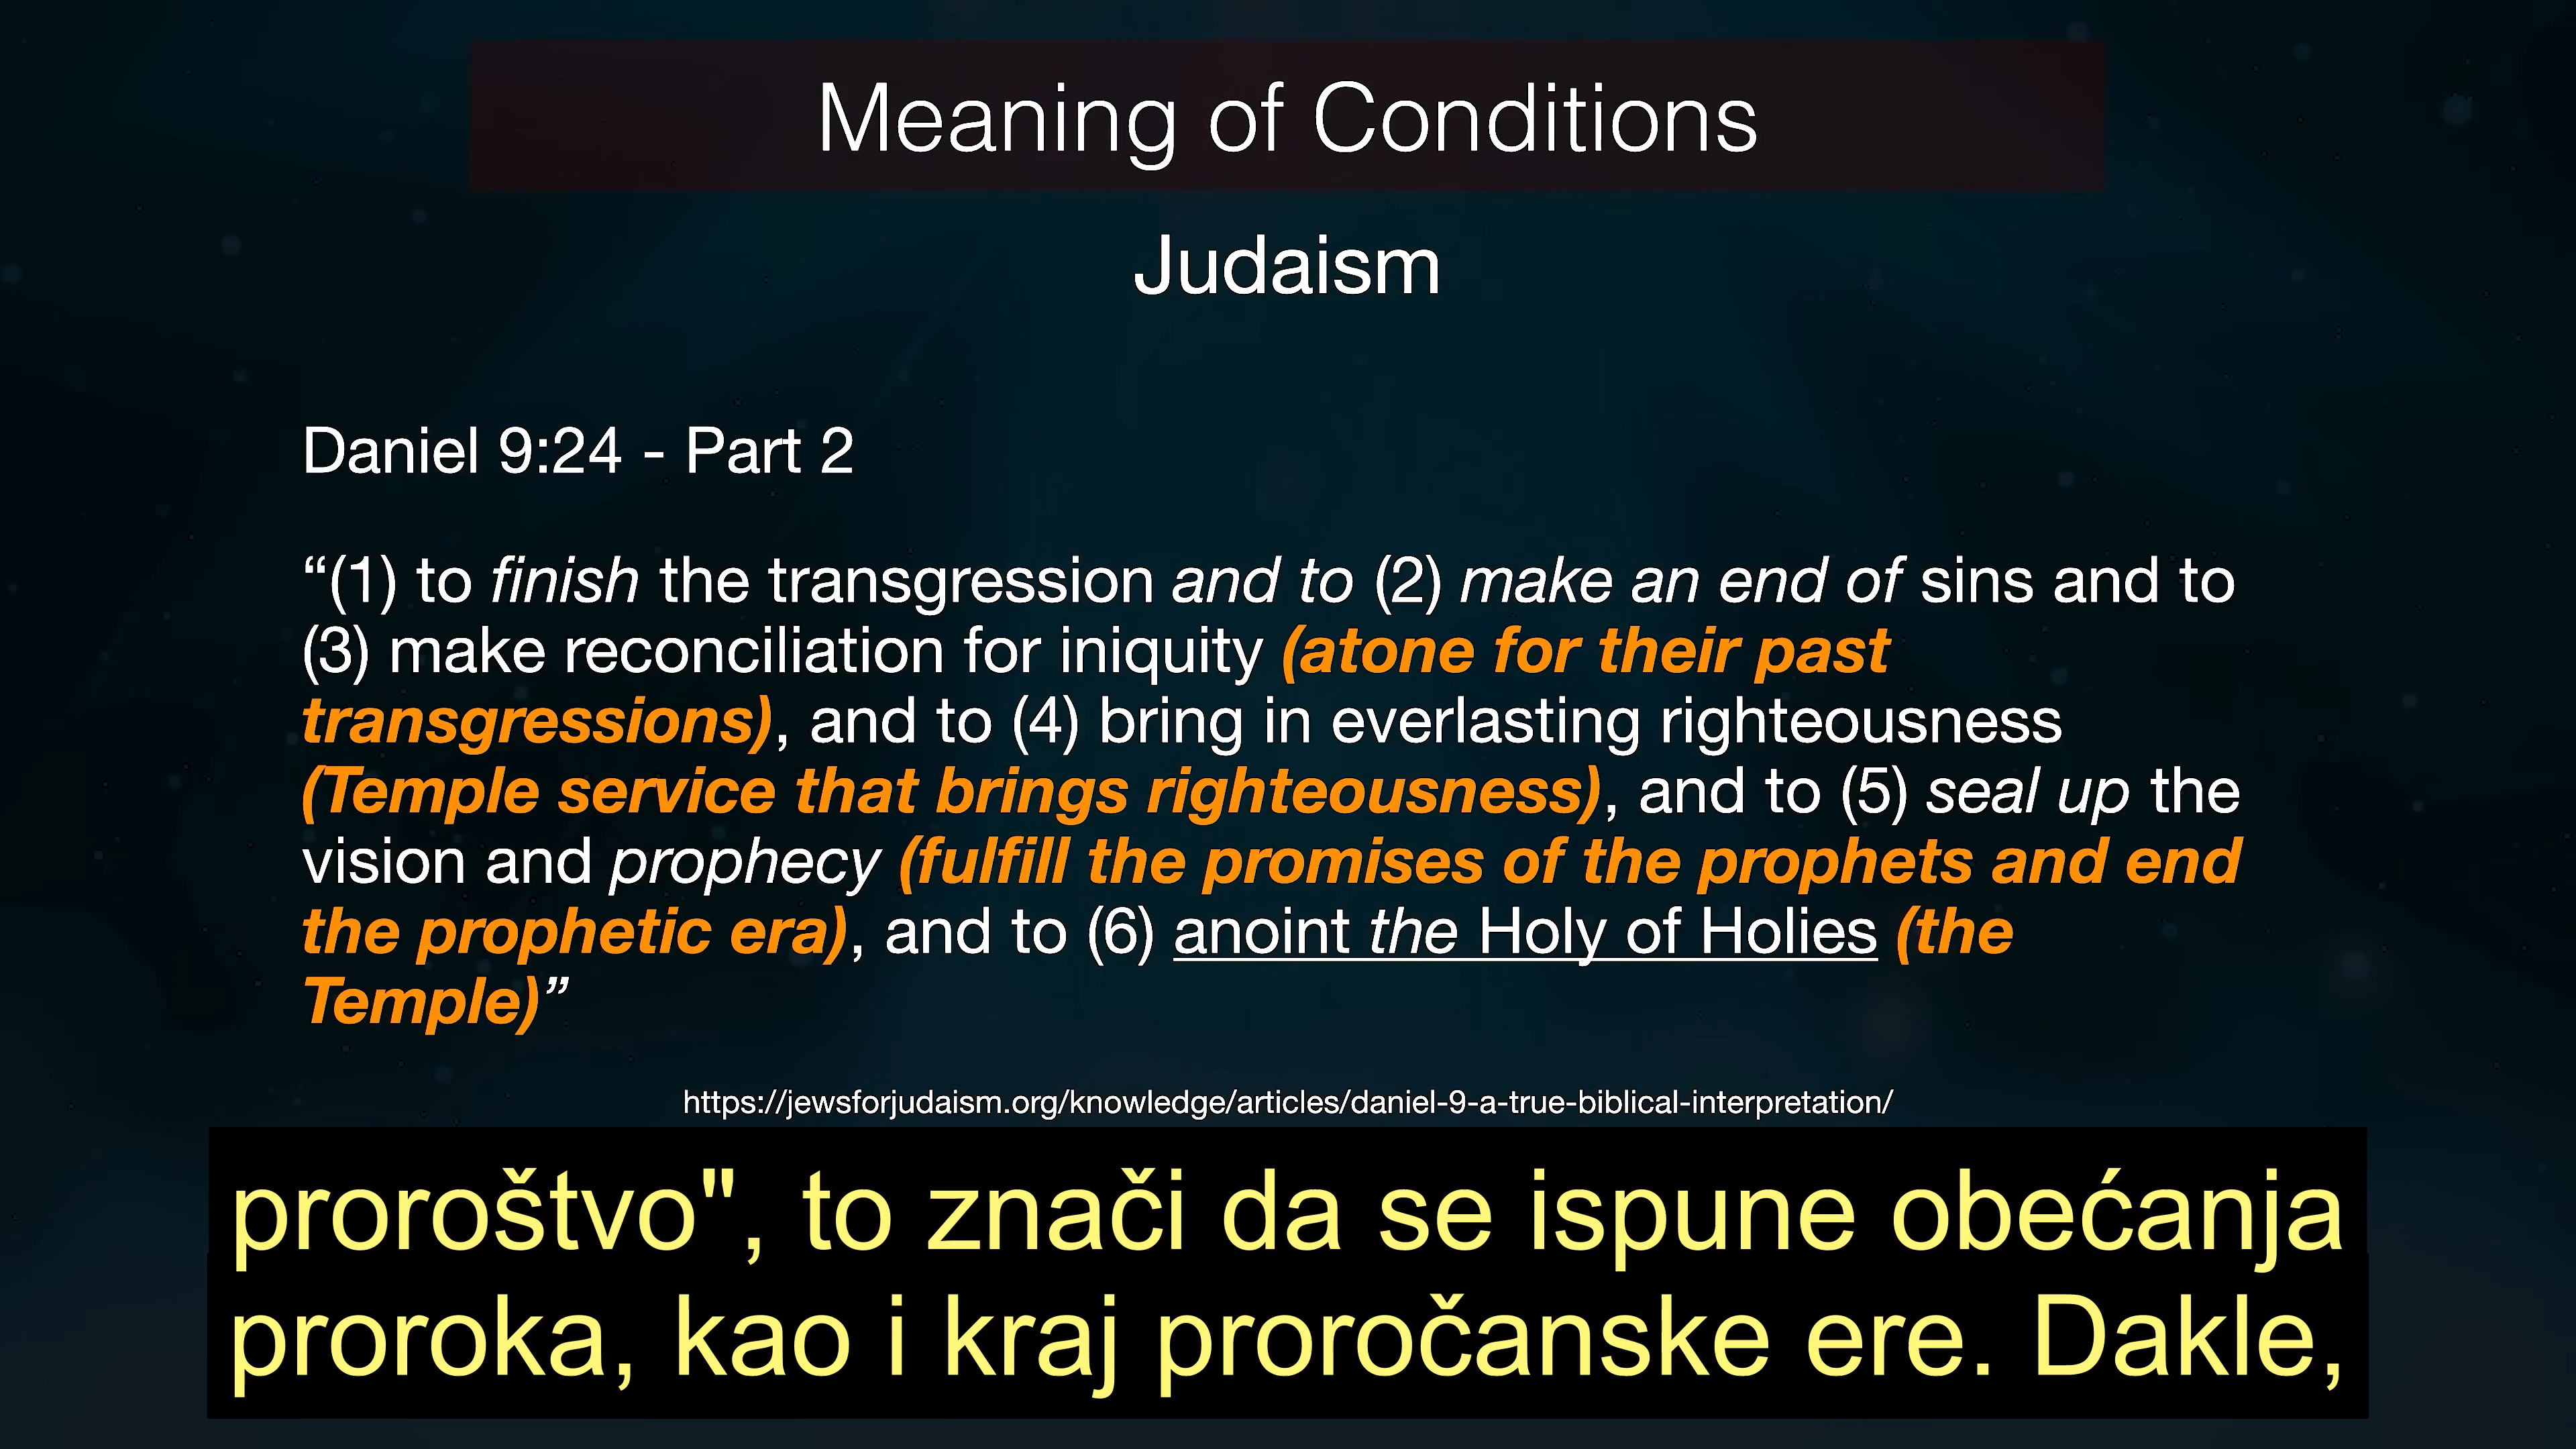 Meaning of Conditions
Judaism
Daniel 9:24 - Part 2
“(1) to finish the transgression and to (2) make an end of sins and to
(3) make reconciliation for iniquity (atone for their past
transgressions), and to (4) bring in everlasting righteousness
(Temple service that brings righteousness), and to (5) seal up the
vision and prophecy (fulfill the promises of the prophets and end
the prophetic era), and to (6) anoint the Holy of Holies (the
Temple)”
https://jewsforjudaism.org/knowledge/articles/daniel-9-a-true-biblical-interpretation/
proroštvo", to znači da se ispune obećanja
proroka, kao i kraj proročanske ere. Dakle,